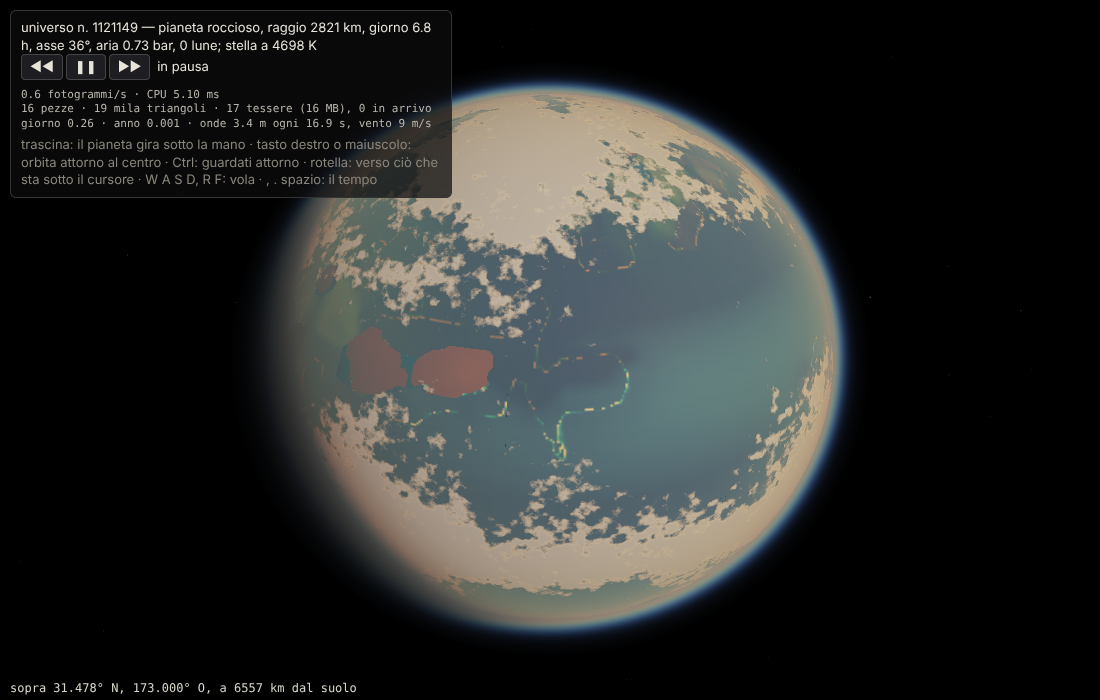 universo n. 1121149 — pianeta roccioso, raggio 2821 km, giorno 6.8
h, asse 36°, aria 0.73 bar, 0 lune; stella a 4698 K
in pausa
0.6 fotogrammi/s · CPU 5.10 ms
16 pezze · 19 mila triangoli · 17 tessere (16 MB), 0 in arrivo
giorno 0.26 · anno 0.001 · onde 3.4 m ogni 16.9 s, vento 9 m/s
trascina: il pianeta gira sotto la mano · tasto destro o maiuscolo:
orbita attorno al centro · Ctrl: guardati attorno · rotella: verso ciò che
sta sotto il cursore · W A S D, R F: vola · , . spazio: il tempo
sopra 31.478° N, 173.000° O, a 6557 km dal suolo